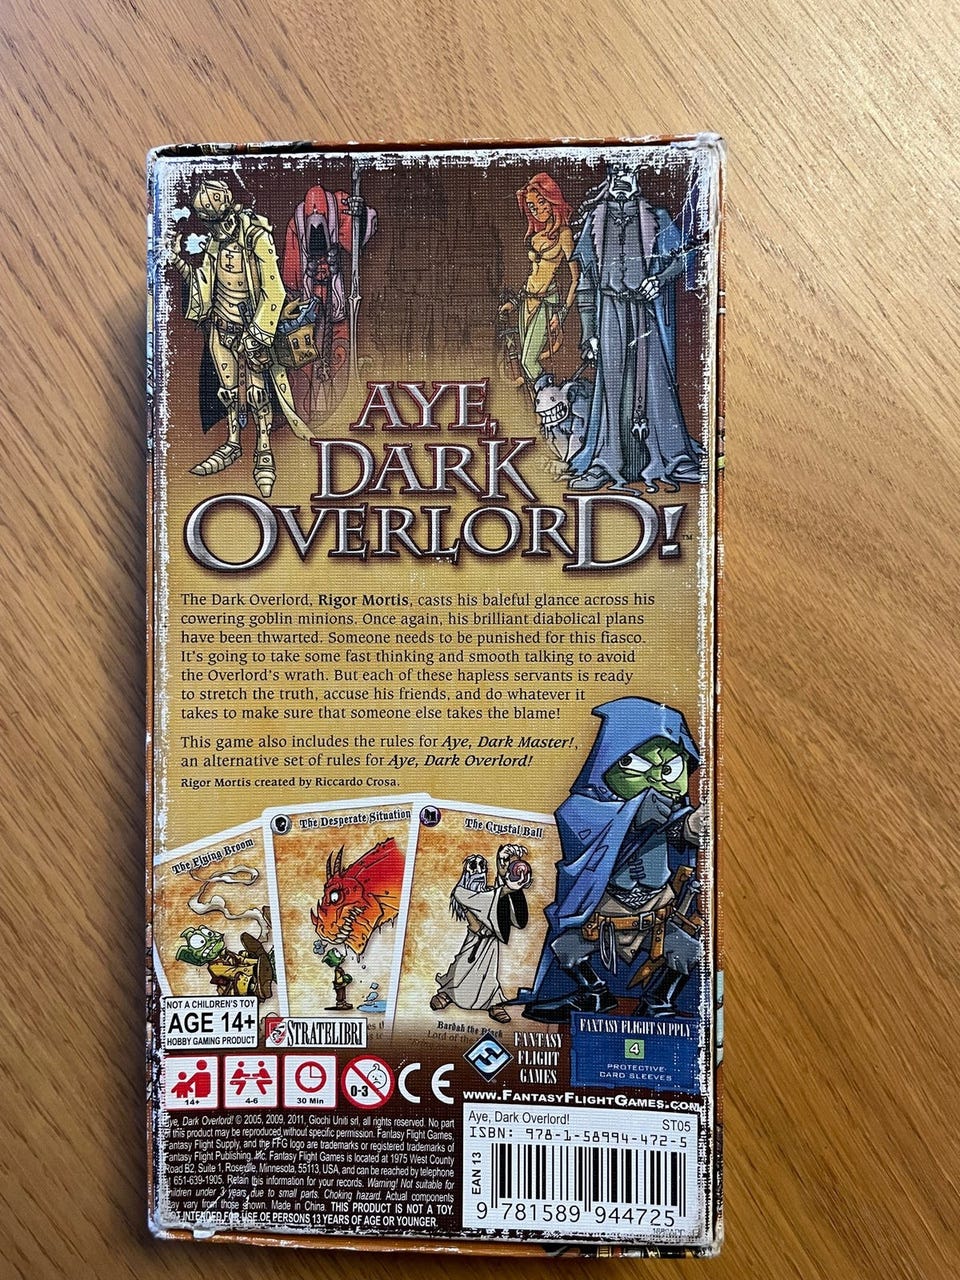 AYE,
DARK
OVERLORD!
TM
The Dark Overlord, Rigor Mortis, casts his baleful glance across his
cowering goblin minions. Once again, his brilliant diabolical plans
have been thwarted. Someone needs to be punished for this fiasco.
It's going to take some fast thinking and smooth talking to avoid
the Overlord's wrath. But each of these hapless servants is ready
to stretch the truth, accuse his friends, and do whatever it
takes to make sure that someone else takes the blame!
This game also includes the rules for Aye, Dark Master!,
an alternative set of rules for Aye, Dark Overlord!
Rigor Mortis created by Riccardo Crosa.
The Flying Broom
The Desperate Situation
The Crystal Ball
Bardah the Black
Lord of the
NOT A CHILDREN'S TOY
AGE 14+
HOBBY GAMING PRODUCT
STRATELIBRI
FANTASY
FLIGHT
GAMES
FANTASY FLIGHT SUPPLY
4
PROTECTIVE
CARD SLEEVES
14+
4-6
30 Min
0-3
CE
www.FantasyFlightGames.com
Aye, Dark Overlord! © 2005, 2009, 2011, Giochi Uniti srl, all rights reserved. No part
of this product may be reproduced without specific permission. Fantasy Flight Games,
Fantasy Flight Supply, and the FFG logo are trademarks or registered trademarks of
Fantasy Flight Publishing, Inc. Fantasy Flight Games is located at 1975 West County
Road B2, Suite 1, Roseville, Minnesota, 55113, USA, and can be reached by telephone
at 651-639-1905. Retain this information for your records. Warning! Not suitable for
children under 3 years due to small parts. Choking hazard. Actual components
may vary from those shown. Made in China. THIS PRODUCT IS NOT A TOY.
NOT INTENDED FOR USE OF PERSONS 13 YEARS OF AGE OR YOUNGER.
Aye, Dark Overlord!
ST05
ISBN: 978-1-58994-472-5
EAN 13
9 781589 944725